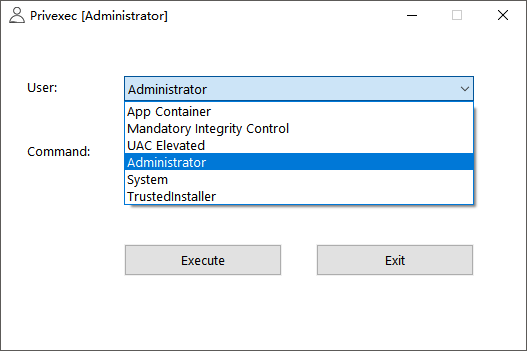 Privexec [Administrator]
User:
Administrator
App Container
Mandatory Integrity Control
UAC Elevated
Administrator
System
TrustedInstaller
Command:
Execute
Exit